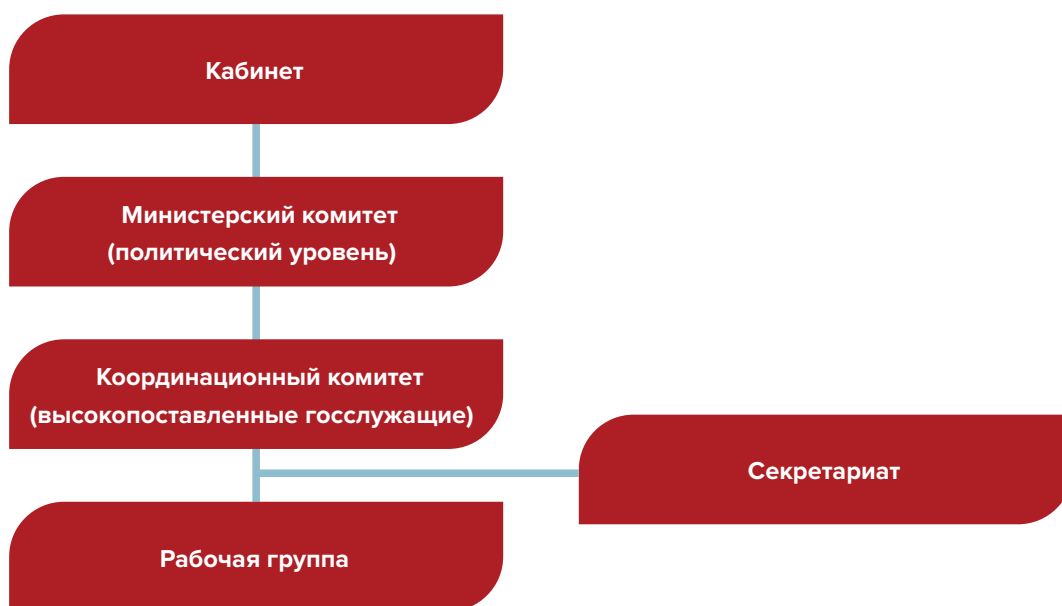 Кабинет
Министерский комитет
(политический уровень)
Координационный комитет
(высокопоставленные госслужащие)
Секретариат
Рабочая группа